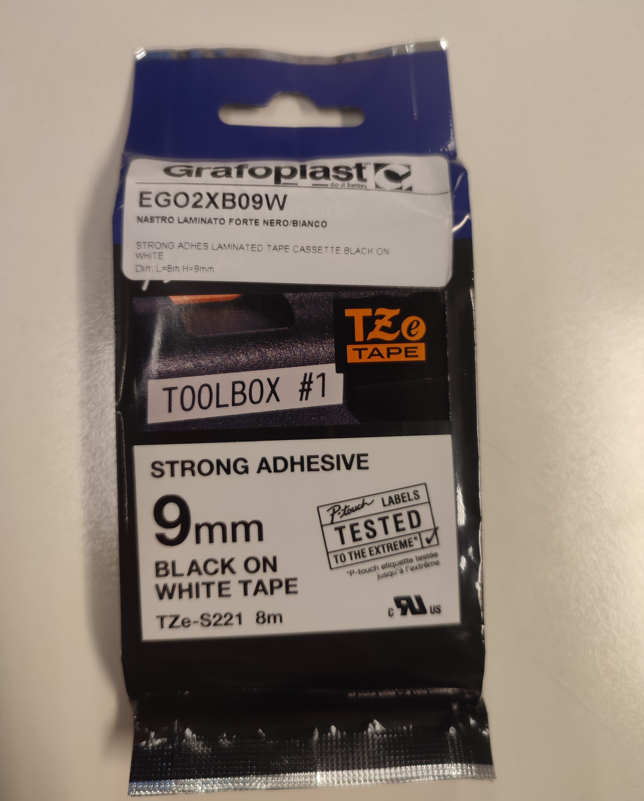 Grafoplast
do it better
EGO2XB09W
NASTRO LAMINATO FORTE NERO/BIANCO
STRONG ADHES LAMINATED TAPE CASSETTE BLACK ON
WHITE
Dim L=8m H=9mm
TZe
TAPE
TOOLBOX #1
STRONG ADHESIVE
9mm
BLACK ON
WHITE TAPE
TZe-S221 8m
P-touch LABELS
TESTED
TO THE EXTREME*
*P-touch etiquette testée
jusqu'à l'extrême
C RU US